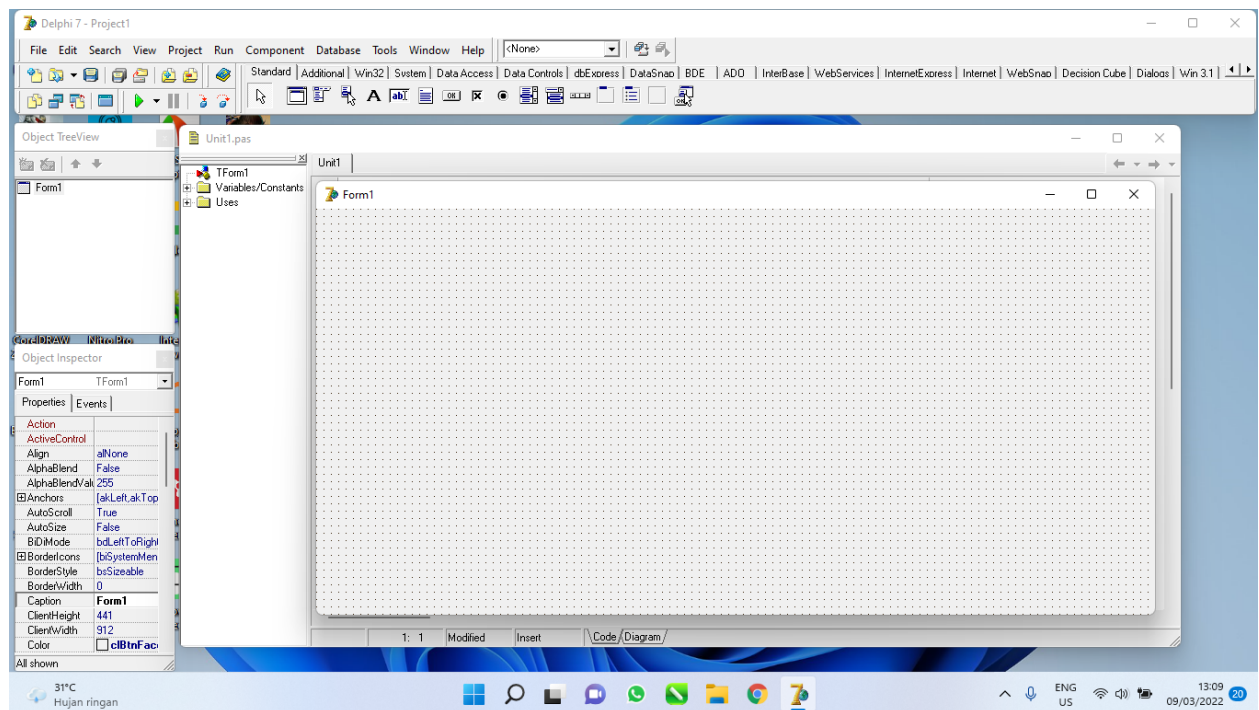 Delphi 7 - Project1
File Edit Search View Project Run Component Database Tools Window Help <None>
Standard Additional Win32 System Data Access Data Controls dbExpress DataSnap BDE ADO InterBase WebServices InternetExpress Internet WebSnap Decision Cube Dialogs Win 3.1
Object TreeView
Form1
Unit1.pas
TForm1
Variables/Constants
Uses
Unit1
Form1
CorelDRAW Nitro Pro
Object Inspector
Form1 TForm1
Properties Events
Action
ActiveControl
Align alNone
AlphaBlend False
AlphaBlendVal 255
Anchors [akLeft,akTop
AutoScroll True
AutoSize False
BiDiMode bdLeftToRight
BorderIcons [biSystemMen
BorderStyle bsSizeable
BorderWidth 0
Caption Form1
ClientHeight 441
ClientWidth 912
Color clBtnFac
All shown
1: 1 Modified Insert Code Diagram
31°C
Hujan ringan
ENG
US
13:09
09/03/2022
20